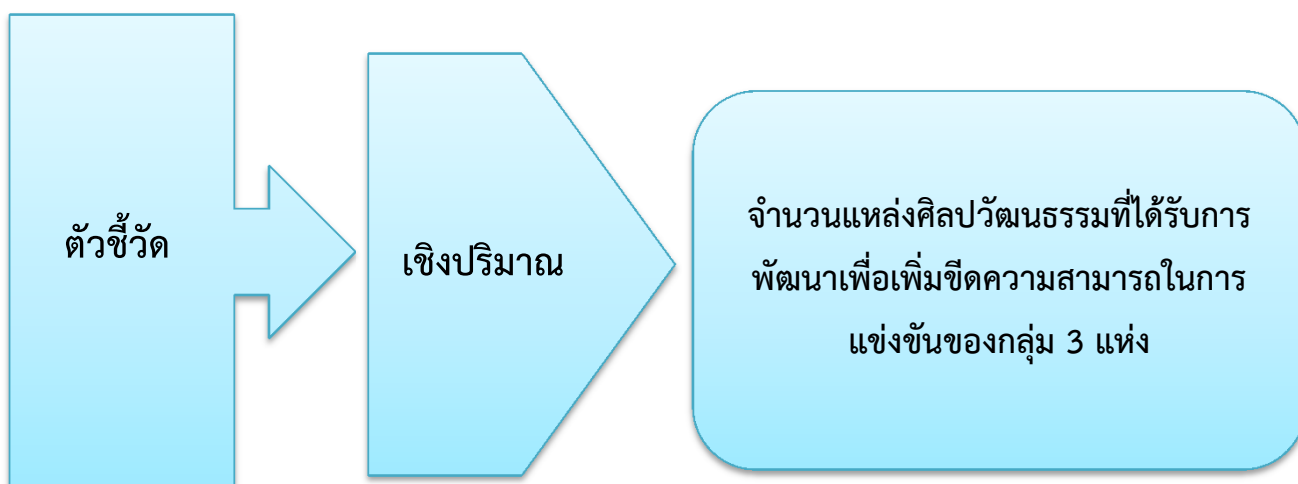 ตัวชี้วัด
เชิงปริมาณ
จำนวนแหล่งศิลปวัฒนธรรมที่ได้รับการ
พัฒนาเพื่อเพิ่มขีดความสามารถในการ
แข่งขันของกลุ่ม 3 แห่ง